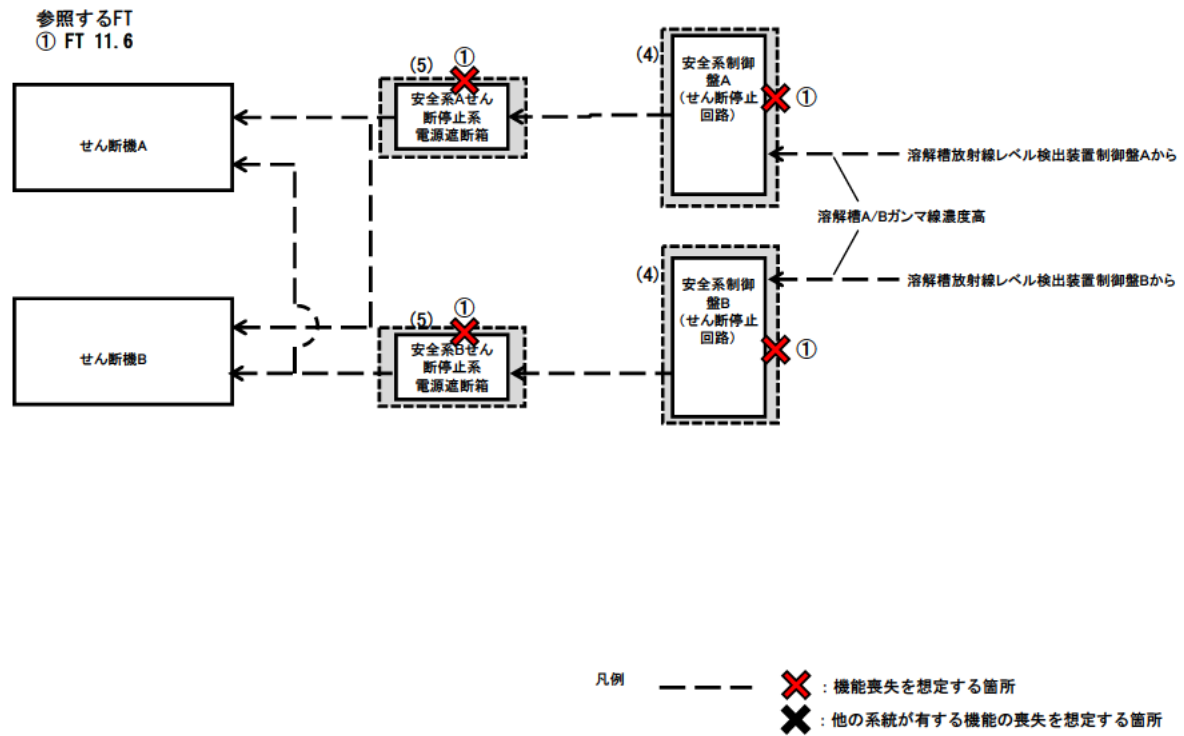 参照するFT
① FT 11.6
(5)
①
安全系Aせん
断停止系
電源遮断箱
(4)
安全系制御
盤A
(せん断停止
回路)
①
せん断機A
溶解槽放射線レベル検出装置制御盤Aから
溶解槽A/Bガンマ線濃度高
(4)
安全系制御
盤B
(せん断停止
回路)
①
溶解槽放射線レベル検出装置制御盤Bから
せん断機B
(5)
①
安全系Bせん
断停止系
電源遮断箱
凡例
:機能喪失を想定する箇所
:他の系統が有する機能の喪失を想定する箇所